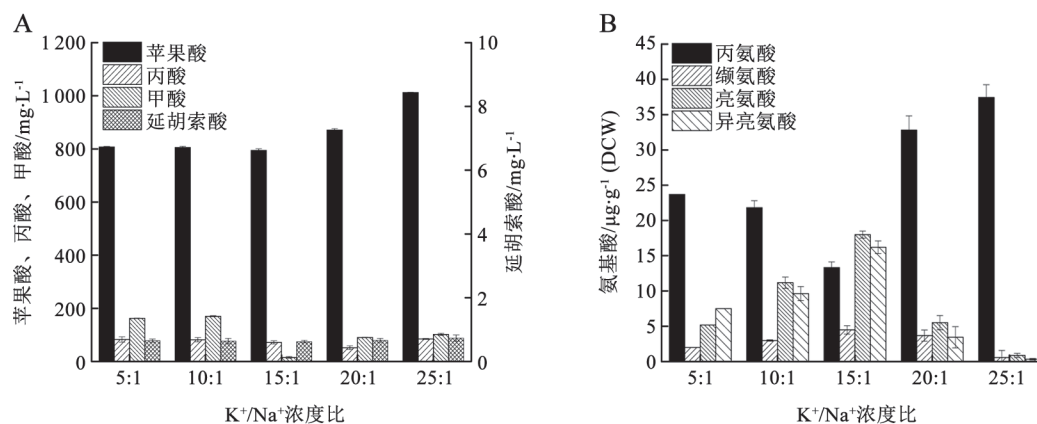 A
1 200
1 000
800
600
400
200
0
苹果酸、丙酸、甲酸/mg·L⁻¹
苹果酸
丙酸
甲酸
延胡索酸
10
8
6
4
2
0
延胡索酸/mg·L⁻¹
5:1 10:1 15:1 20:1 25:1
K⁺/Na⁺浓度比
B
45
40
35
30
25
20
15
10
5
0
氨基酸/μg·g⁻¹ (DCW)
丙氨酸
缬氨酸
亮氨酸
异亮氨酸
5:1 10:1 15:1 20:1 25:1
K⁺/Na⁺浓度比